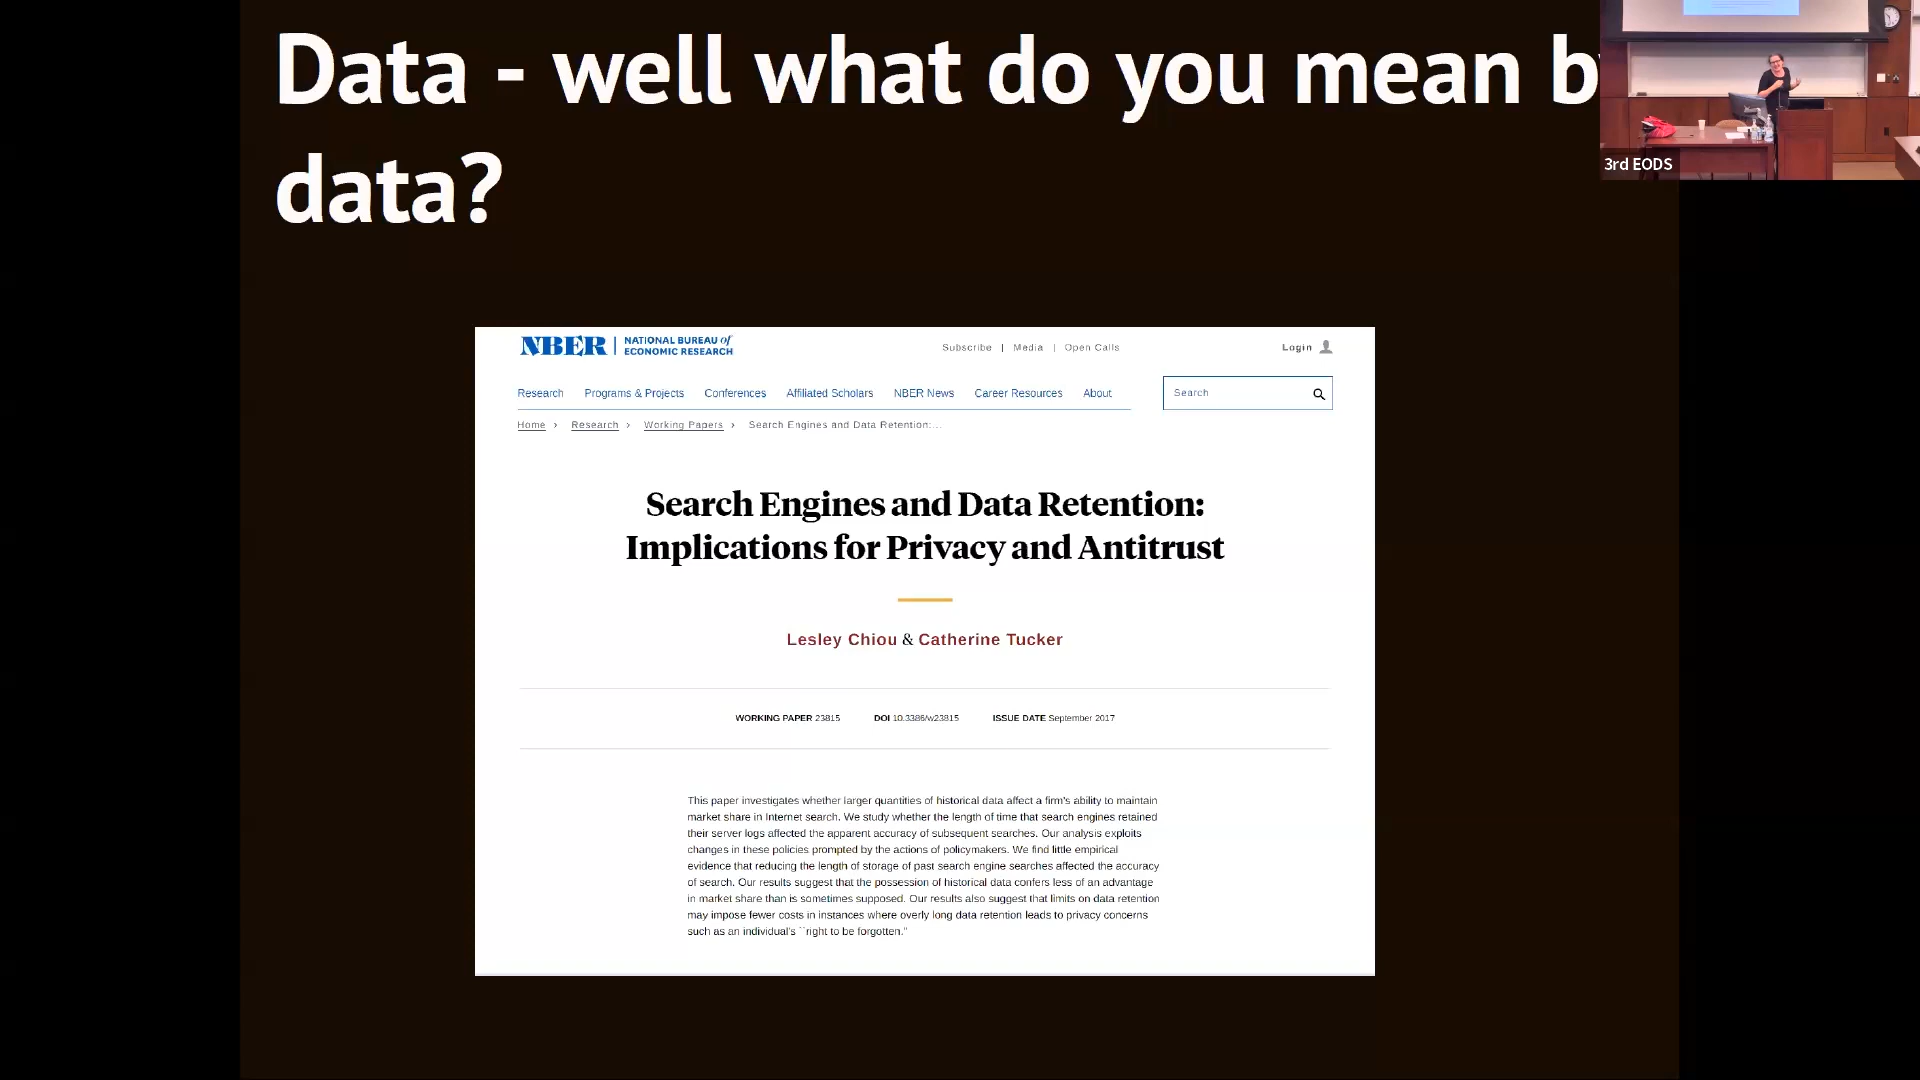 Data - well what do you mean b
data?
3rd EODS
NBER | NATIONAL BUREAU of
ECONOMIC RESEARCH
Subscribe | Media | Open Calls
Login
Research Programs & Projects Conferences Affiliated Scholars NBER News Career Resources About
Search
Home › Research › Working Papers › Search Engines and Data Retention:...
Search Engines and Data Retention:
Implications for Privacy and Antitrust
Lesley Chiou & Catherine Tucker
WORKING PAPER 23815 DOI 10.3386/w23815 ISSUE DATE September 2017
This paper investigates whether larger quantities of historical data affect a firm's ability to maintain
market share in Internet search. We study whether the length of time that search engines retained
their server logs affected the apparent accuracy of subsequent searches. Our analysis exploits
changes in these policies prompted by the actions of policymakers. We find little empirical
evidence that reducing the length of storage of past search engine searches affected the accuracy
of search. Our results suggest that the possession of historical data confers less of an advantage
in market share than is sometimes supposed. Our results also suggest that limits on data retention
may impose fewer costs in instances where overly long data retention leads to privacy concerns
such as an individual's ``right to be forgotten."